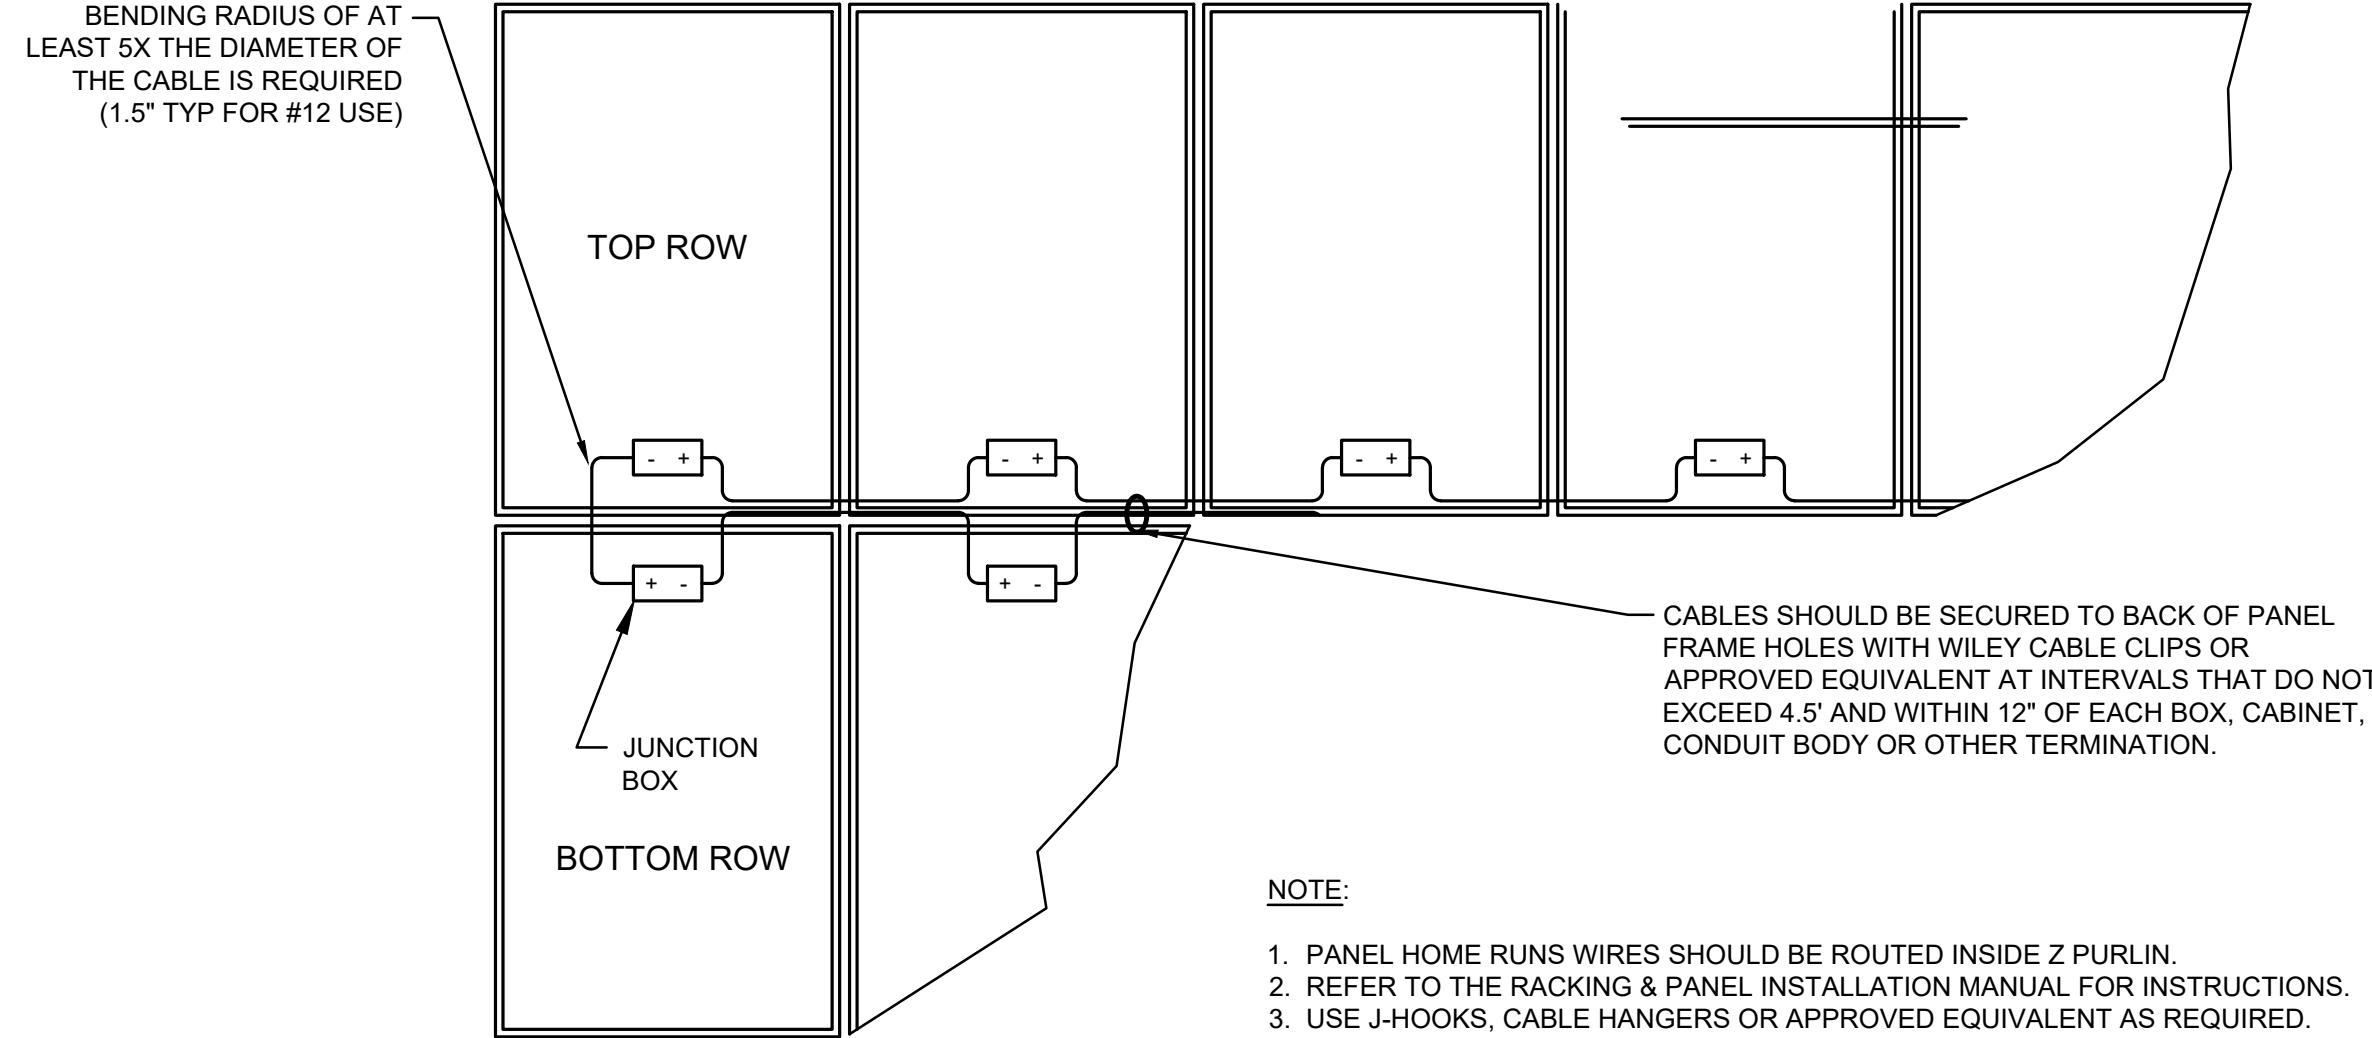 BENDING RADIUS OF AT
LEAST 5X THE DIAMETER OF
THE CABLE IS REQUIRED
(1.5" TYP FOR #12 USE)
TOP ROW
- +
- +
- +
- +
+ -
+ -
CABLES SHOULD BE SECURED TO BACK OF PANEL
FRAME HOLES WITH WILEY CABLE CLIPS OR
APPROVED EQUIVALENT AT INTERVALS THAT DO NOT
EXCEED 4.5' AND WITHIN 12" OF EACH BOX, CABINET,
CONDUIT BODY OR OTHER TERMINATION.
JUNCTION
BOX
BOTTOM ROW
NOTE:
1. PANEL HOME RUNS WIRES SHOULD BE ROUTED INSIDE Z PURLIN.
2. REFER TO THE RACKING & PANEL INSTALLATION MANUAL FOR INSTRUCTIONS.
3. USE J-HOOKS, CABLE HANGERS OR APPROVED EQUIVALENT AS REQUIRED.